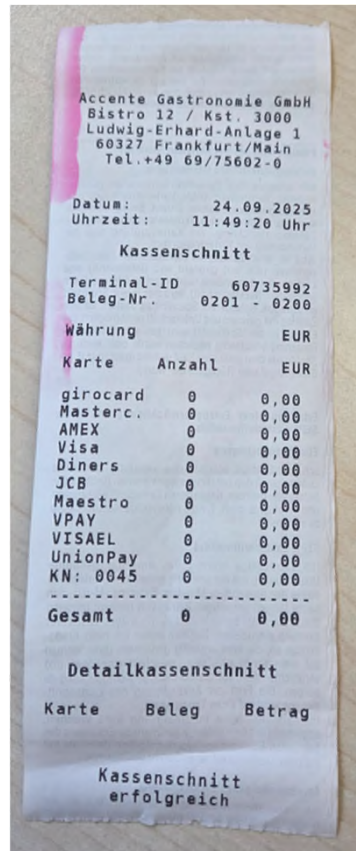 Accente Gastronomie GmbH
Bistro 12 / Kst. 3000
Ludwig-Erhard-Anlage 1
60327 Frankfurt/Main
Tel.+49 69/75602-0
Datum: 24.09.2025
Uhrzeit: 11:49:20 Uhr
Kassenschnitt
Terminal-ID 60735992
Beleg-Nr. 0201 - 0200
Währung EUR
Karte Anzahl EUR
girocard 0 0,00
Masterc. 0 0,00
AMEX 0 0,00
Visa 0 0,00
Diners 0 0,00
JCB 0 0,00
Maestro 0 0,00
VPAY 0 0,00
VISAEL 0 0,00
UnionPay 0 0,00
KN: 0045 0 0,00
Gesamt 0 0,00
Detailkassenschnitt
Karte Beleg Betrag
Kassenschnitt
erfolgreich